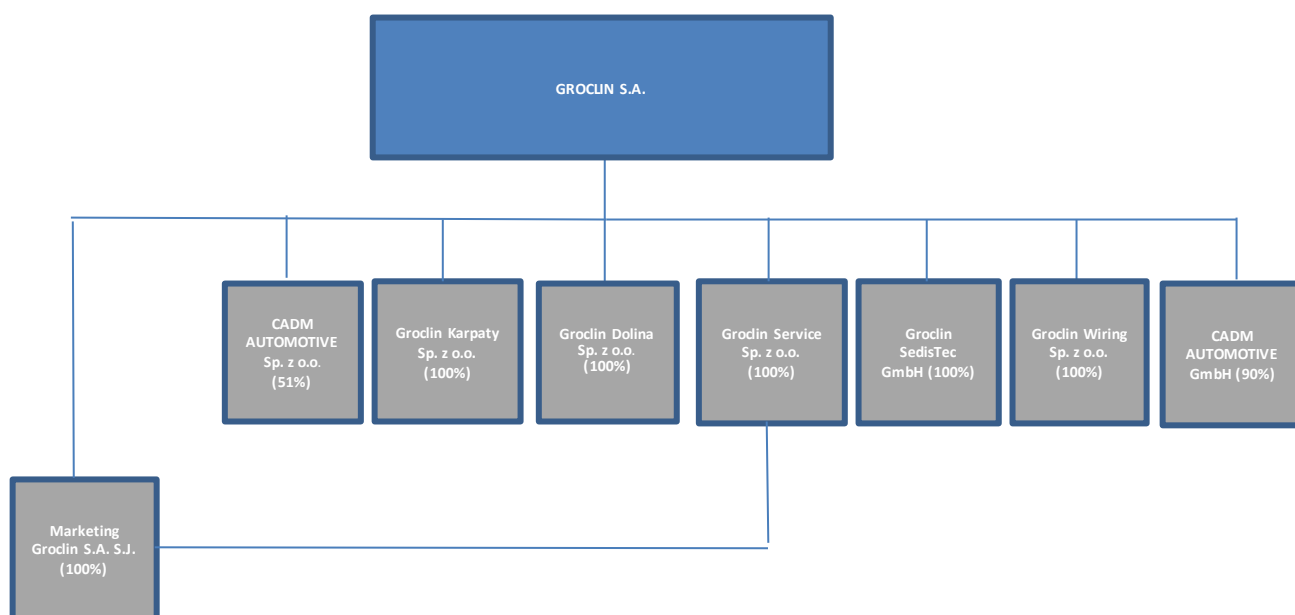 GROCLIN S.A.
CADM
AUTOMOTIVE
Sp. z o.o.
(51%)
Groclin Karpaty
Sp. z o.o.
(100%)
Groclin Dolina
Sp. z o.o.
(100%)
Groclin Service
Sp. z o.o.
(100%)
Groclin
SedisTec
GmbH (100%)
Groclin Wiring
Sp. z o.o.
(100%)
CADM
AUTOMOTIVE
GmbH (90%)
Marketing
Groclin S.A. S.J.
(100%)